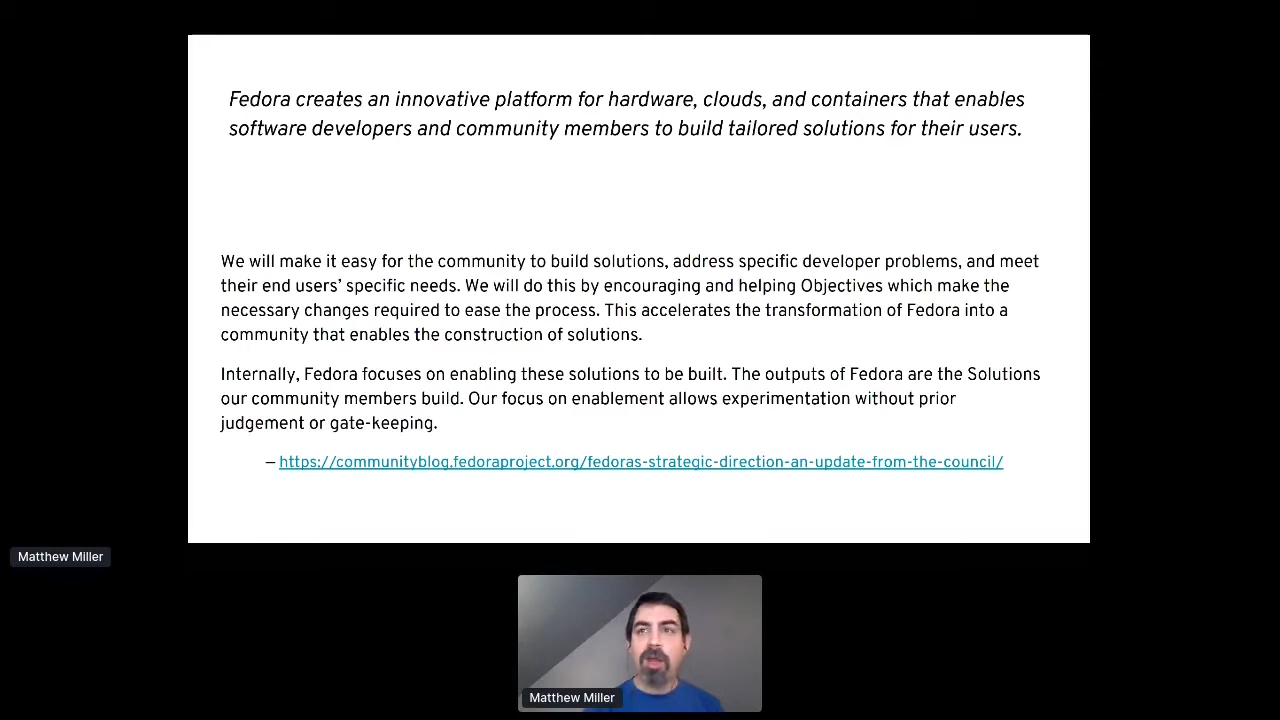 Fedora creates an innovative platform for hardware, clouds, and containers that enables
software developers and community members to build tailored solutions for their users.
We will make it easy for the community to build solutions, address specific developer problems, and meet
their end users’ specific needs. We will do this by encouraging and helping Objectives which make the
necessary changes required to ease the process. This accelerates the transformation of Fedora into a
community that enables the construction of solutions.
Internally, Fedora focuses on enabling these solutions to be built. The outputs of Fedora are the Solutions
our community members build. Our focus on enablement allows experimentation without prior
judgement or gate-keeping.
– https://communityblog.fedoraproject.org/fedoras-strategic-direction-an-update-from-the-council/
Matthew Miller
Matthew Miller